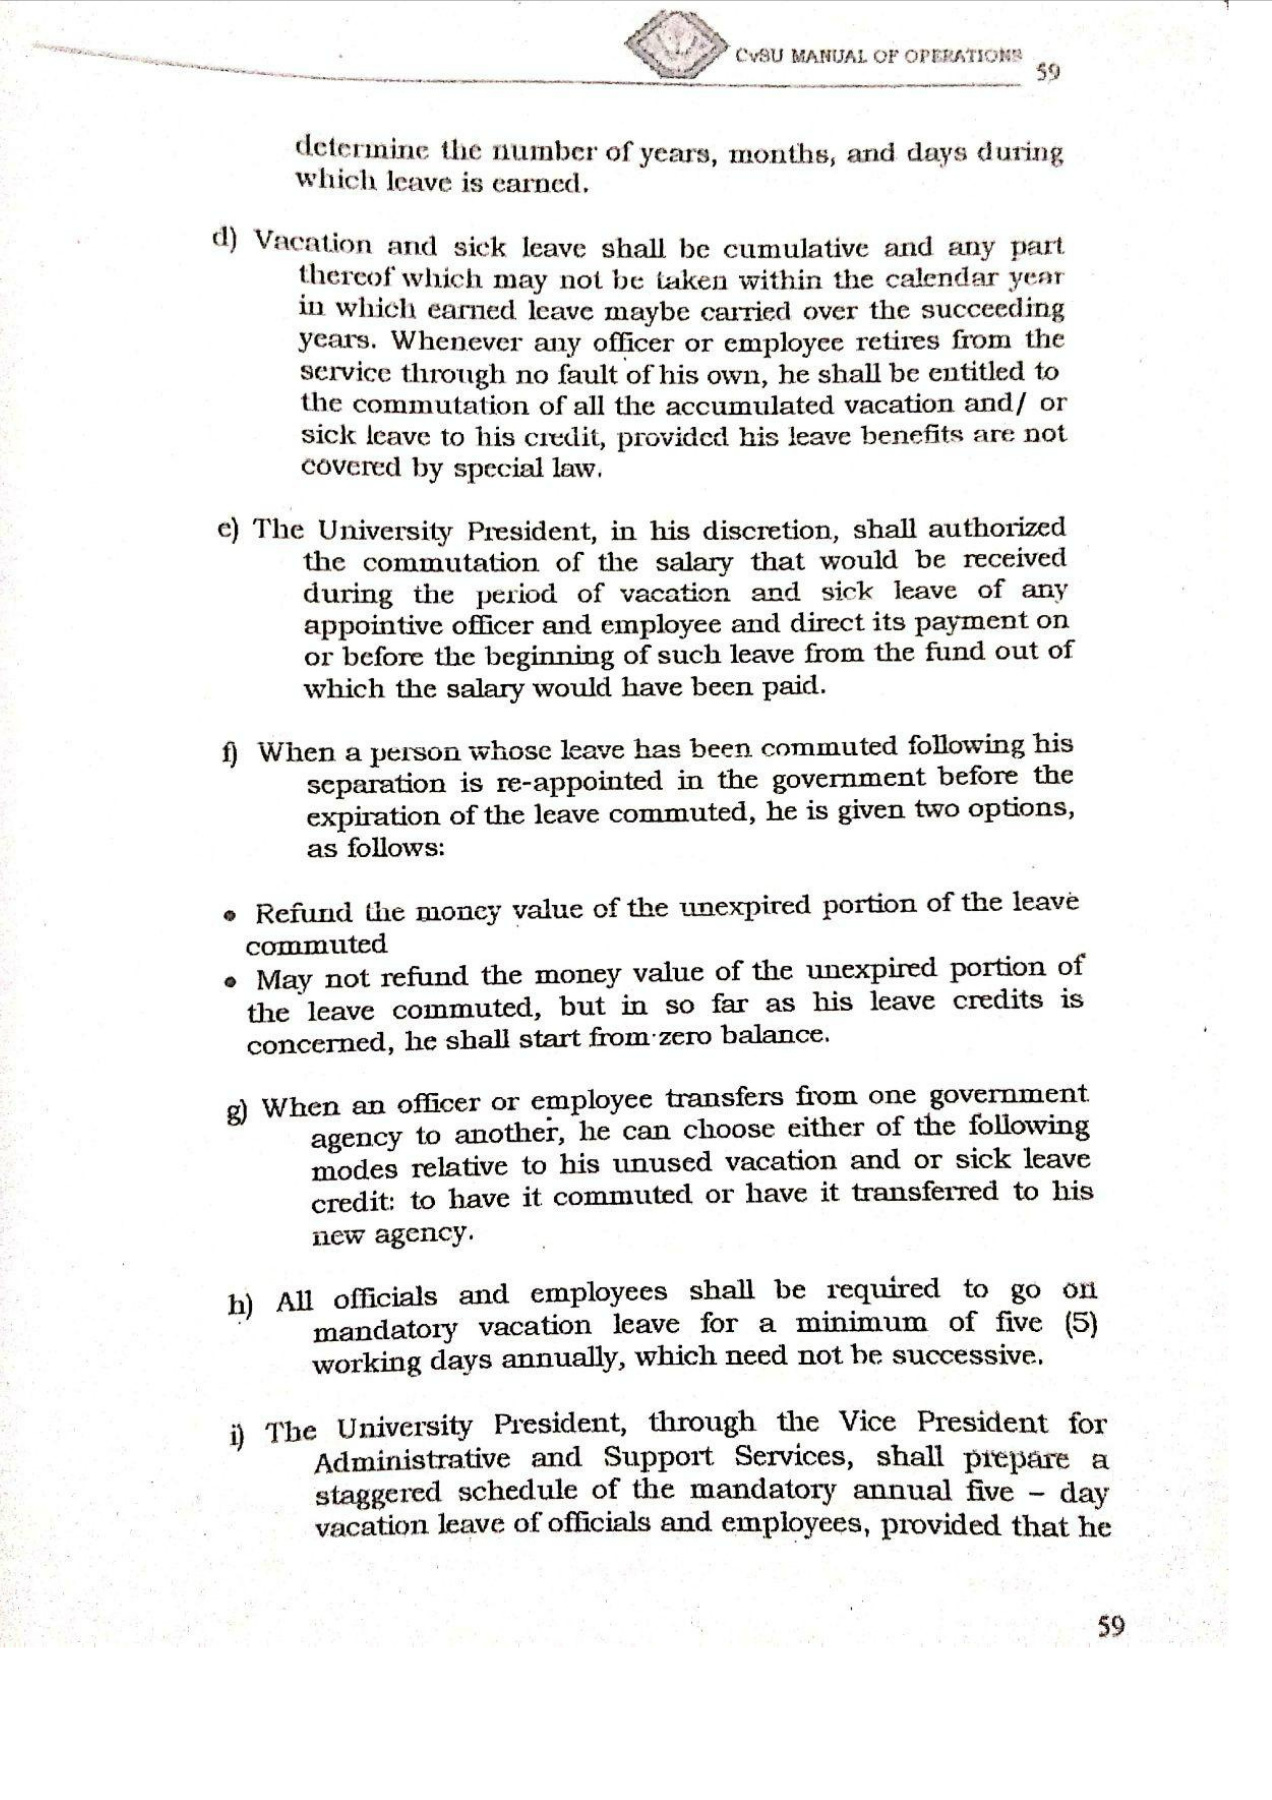 CvSU MANUAL OF OPERATIONS
59
determine the number of years, months, and days during
which leave is earned.
d) Vacation and sick leave shall be cumulative and any part
thereof which may not be taken within the calendar year
in which earned leave maybe carried over the succeeding
years. Whenever any officer or employee retires from the
service through no fault of his own, he shall be entitled to
the commutation of all the accumulated vacation and/ or
sick leave to his credit, provided his leave benefits are not
covered by special law.
e) The University President, in his discretion, shall authorized
the commutation of the salary that would be received
during the period of vacation and sick leave of any
appointive officer and employee and direct its payment on
or before the beginning of such leave from the fund out of
which the salary would have been paid.
f) When a person whose leave has been commuted following his
separation is re-appointed in the government before the
expiration of the leave commuted, he is given two options,
as follows:
• Refund the money value of the unexpired portion of the leave
commuted
• May not refund the money value of the unexpired portion of
the leave commuted, but in so far as his leave credits is
concerned, he shall start from zero balance.
g) When an officer or employee transfers from one government
agency to another, he can choose either of the following
modes relative to his unused vacation and or sick leave
credit: to have it commuted or have it transferred to his
new agency.
h) All officials and employees shall be required to go on
mandatory vacation leave for a minimum of five (5)
working days annually, which need not be successive.
i) The University President, through the Vice President for
Administrative and Support Services, shall prepare a
staggered schedule of the mandatory annual five – day
vacation leave of officials and employees, provided that he
59